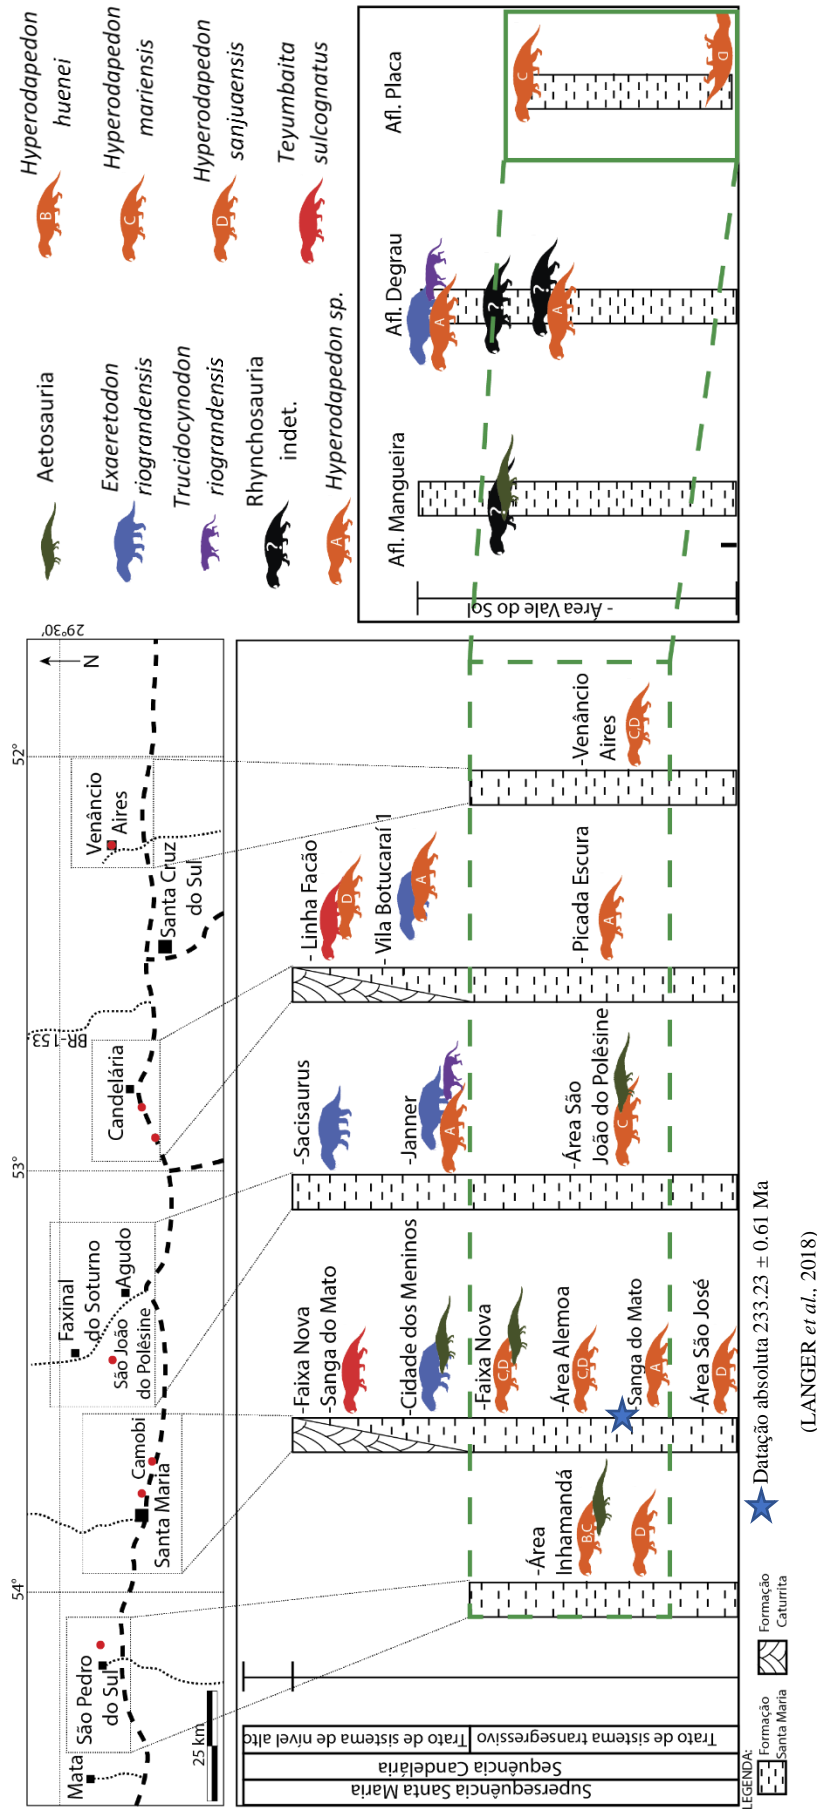 54°
53°
52°
29°30'
N
Mata
São Pedro
do Sul
Santa Maria
Camobi
Faxinal
do Soturno
São João
do Polêsine
Agudo
Candelária
BR-153
Santa Cruz
do Sul
Venâncio
Aires
25 km
Aetosauria
Exaeretodon
riograndensis
Trucidocynodon
riograndensis
Rhynchosauria
indet.
?
Hyperodapedon sp.
A
Hyperodapedon
huenei
B
Hyperodapedon
mariensis
C
Hyperodapedon
sanjuaensis
D
Teyumbaita
sulcognatus
Supersequência Santa Maria
Sequência Candelária
Trato de sistema transegressivo
Trato de sistema de nível alto
-Área
Inhamandá
B,C
D
-Faixa Nova
-Sanga do Mato
-Cidade dos Meninos
-Faixa Nova
C,D
-Área Alemoa
C,D
Sanga do Mato
A
-Área São José
D
-Sacisaurus
-Janner
A
-Área São
João do Polêsine
C
- Linha Facão
D
- Vila Botucaraí 1
A
- Picada Escura
A
-Venâncio
Aires
C,D
- Área Vale do Sol
Afl. Mangueira
?
Afl. Degrau
A
?
?
A
Afl. Placa
C
D
LEGENDA:
Formação
Santa Maria
Formação
Caturrita
Datação absoluta 233.23 ± 0.61 Ma
(LANGER et al., 2018)